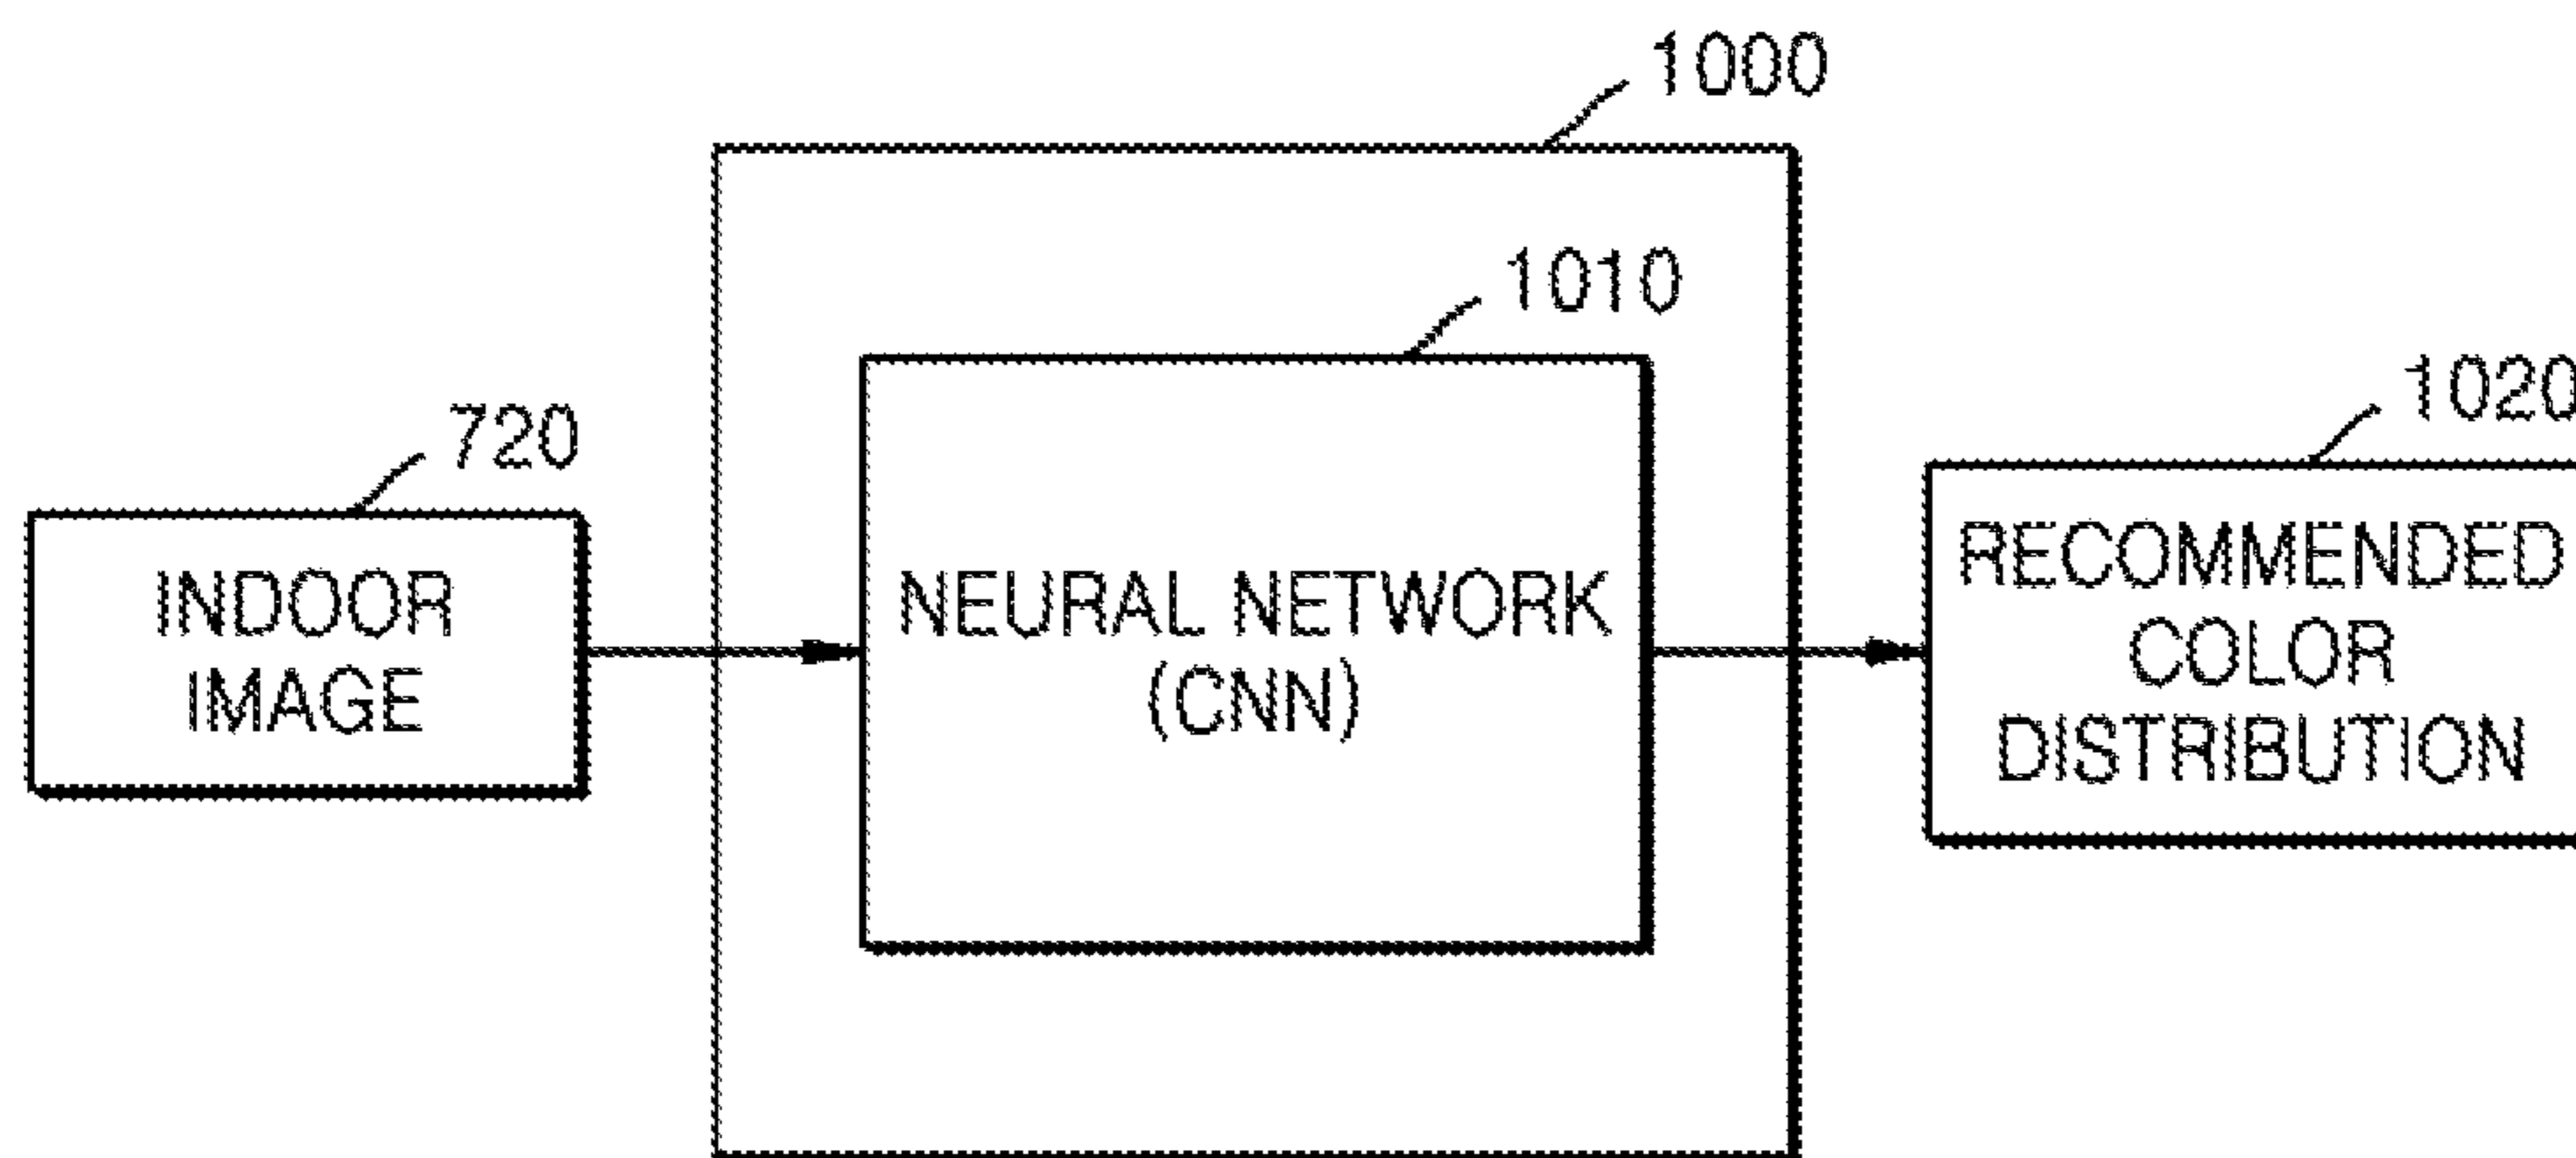 1000
1010
720
1020
INDOOR
IMAGE
NEURAL NETWORK
(CNN)
RECOMMENDED
COLOR
DISTRIBUTION